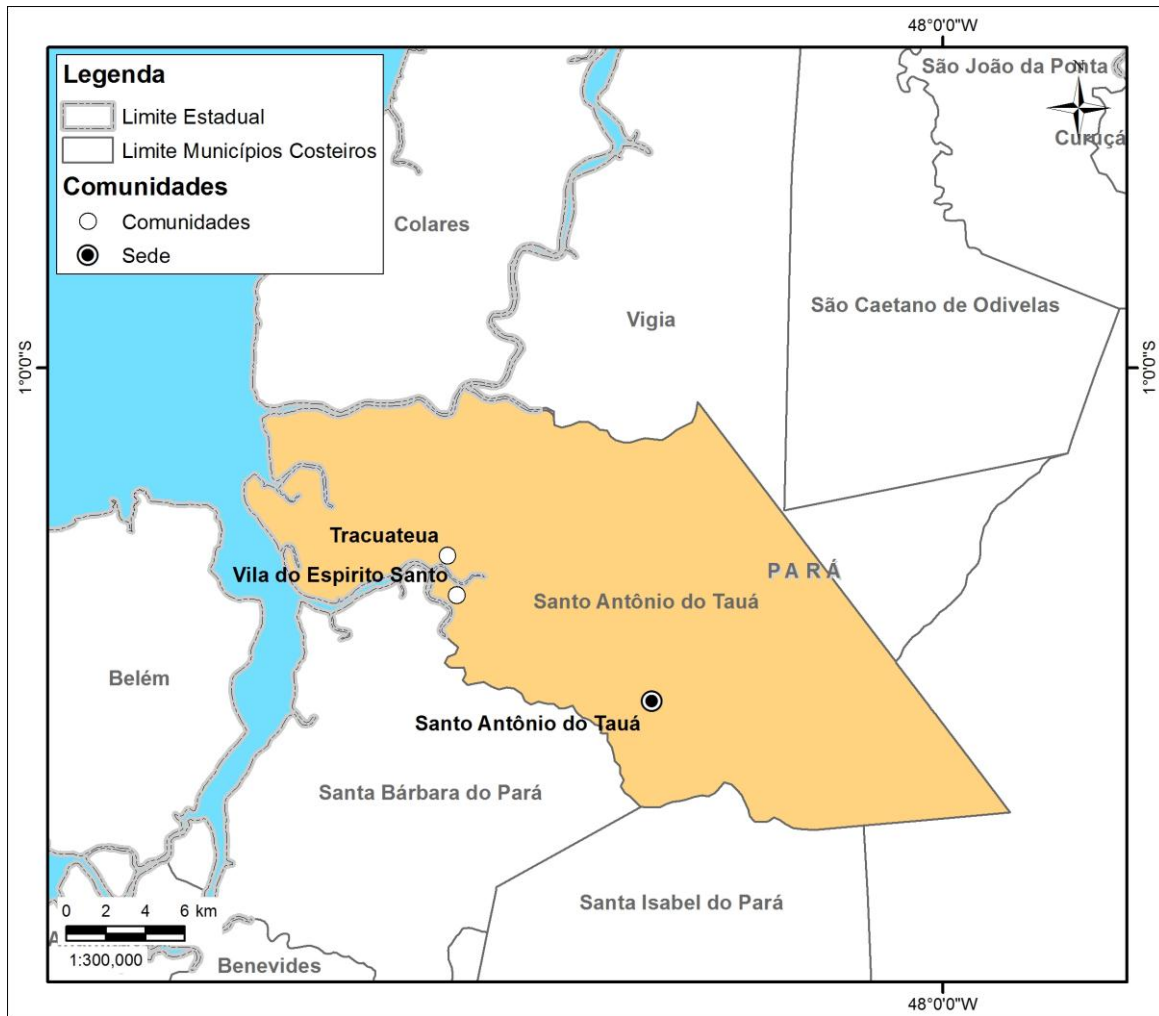 48°0'0"W
Legenda
Limite Estadual
Limite Municípios Costeiros
Comunidades
Comunidades
Sede
São João da Ponta
N
Curuçá
Colares
São Caetano de Odivelas
Vigia
1°0'0"S
1°0'0"S
Tracuateua
Vila do Espirito Santo
PARÁ
Santo Antônio do Tauá
Belém
Santo Antônio do Tauá
Santa Bárbara do Pará
Santa Isabel do Pará
0 2 4 6 km
A
1:300,000
Benevides
48°0'0"W